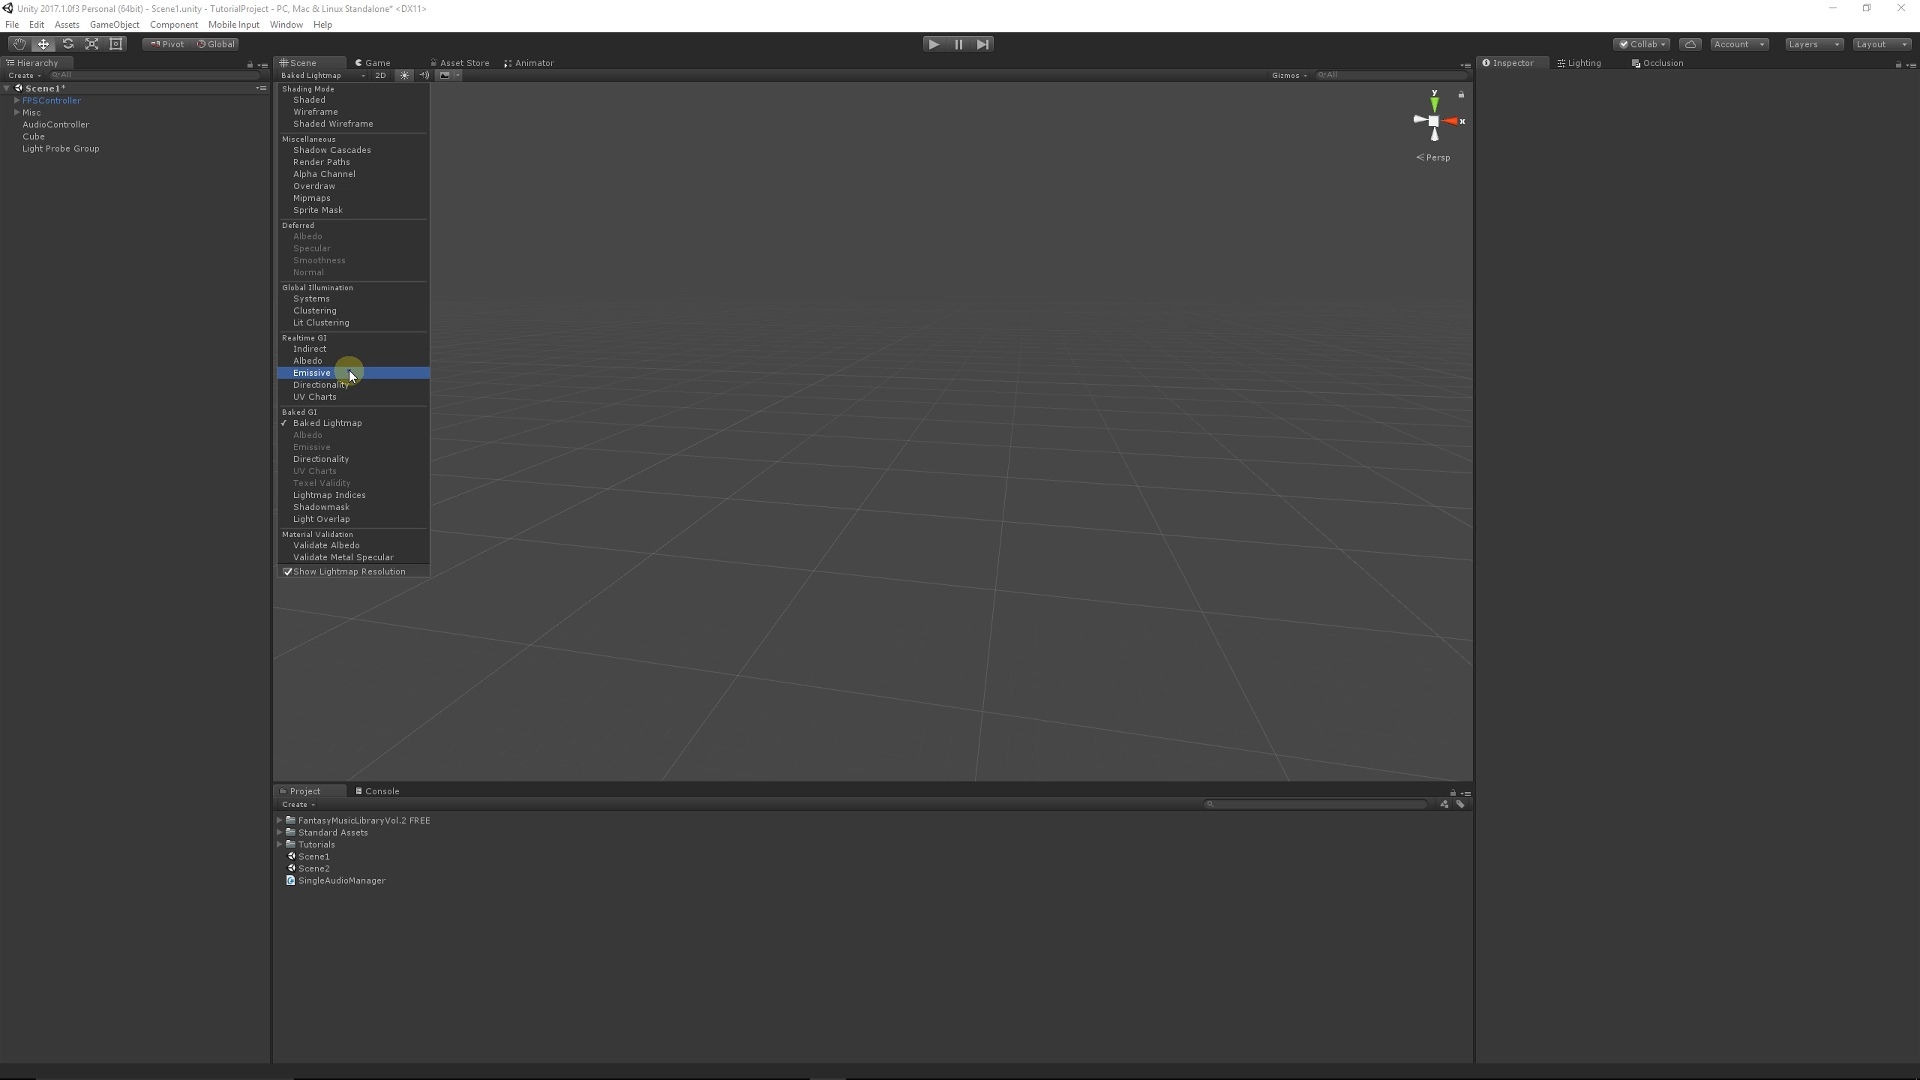 Unity 2017.1.0f3 Personal (64bit) - Scene1.unity - TutorialProject - PC, Mac & Linux Standalone* <DX11>
File Edit Assets GameObject Component Mobile Input Window Help
Pivot Global Collab Account Layers Layout
Hierarchy Scene Game Asset Store Animator Inspector Lighting Occlusion
Create All Baked Lightmap 2D Gizmos All
Scene1*
FPSController
Misc
AudioController
Cube
Light Probe Group
Shading Mode
Shaded
Wireframe
Shaded Wireframe
Miscellaneous
Shadow Cascades
Render Paths
Alpha Channel
Overdraw
Mipmaps
Sprite Mask
Deferred
Albedo
Specular
Smoothness
Normal
Global Illumination
Systems
Clustering
Lit Clustering
Realtime GI
Indirect
Albedo
Emissive
Directionality
UV Charts
Baked GI
Baked Lightmap
Albedo
Emissive
Directionality
UV Charts
Texel Validity
Lightmap Indices
Shadowmask
Light Overlap
Material Validation
Validate Albedo
Validate Metal Specular
Show Lightmap Resolution
y
x
Persp
Project Console
Create
FantasyMusicLibraryVol.2 FREE
Standard Assets
Tutorials
Scene1
Scene2
SingleAudioManager